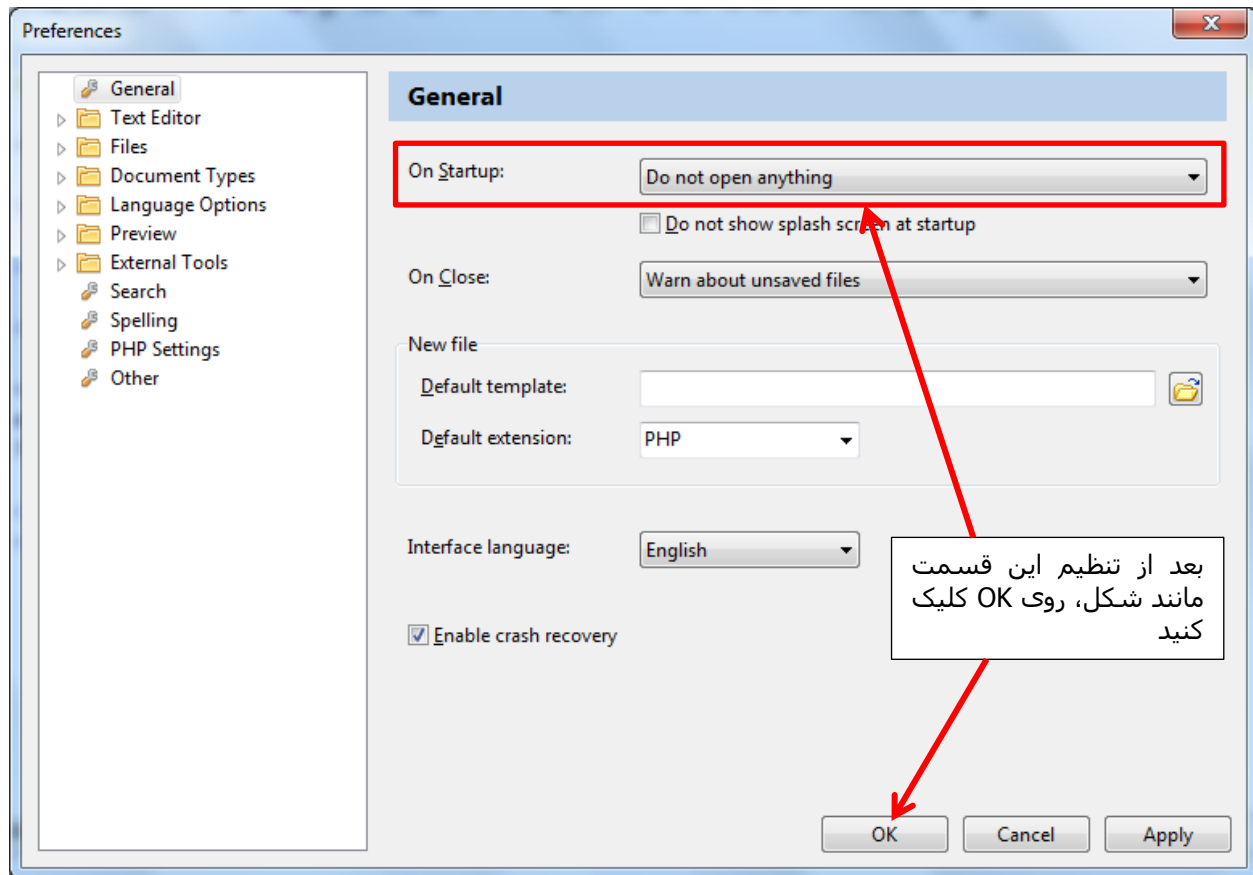 Preferences
General
Text Editor
Files
Document Types
Language Options
Preview
External Tools
Search
Spelling
PHP Settings
Other
General
On Startup:
Do not open anything
Do not show splash screen at startup
On Close:
Warn about unsaved files
New file
Default template:
Default extension:
PHP
Interface language:
English
Enable crash recovery
بعد از تنظیم این قسمت
مانند شکل، روی OK کلیک
کنید
OK
Cancel
Apply